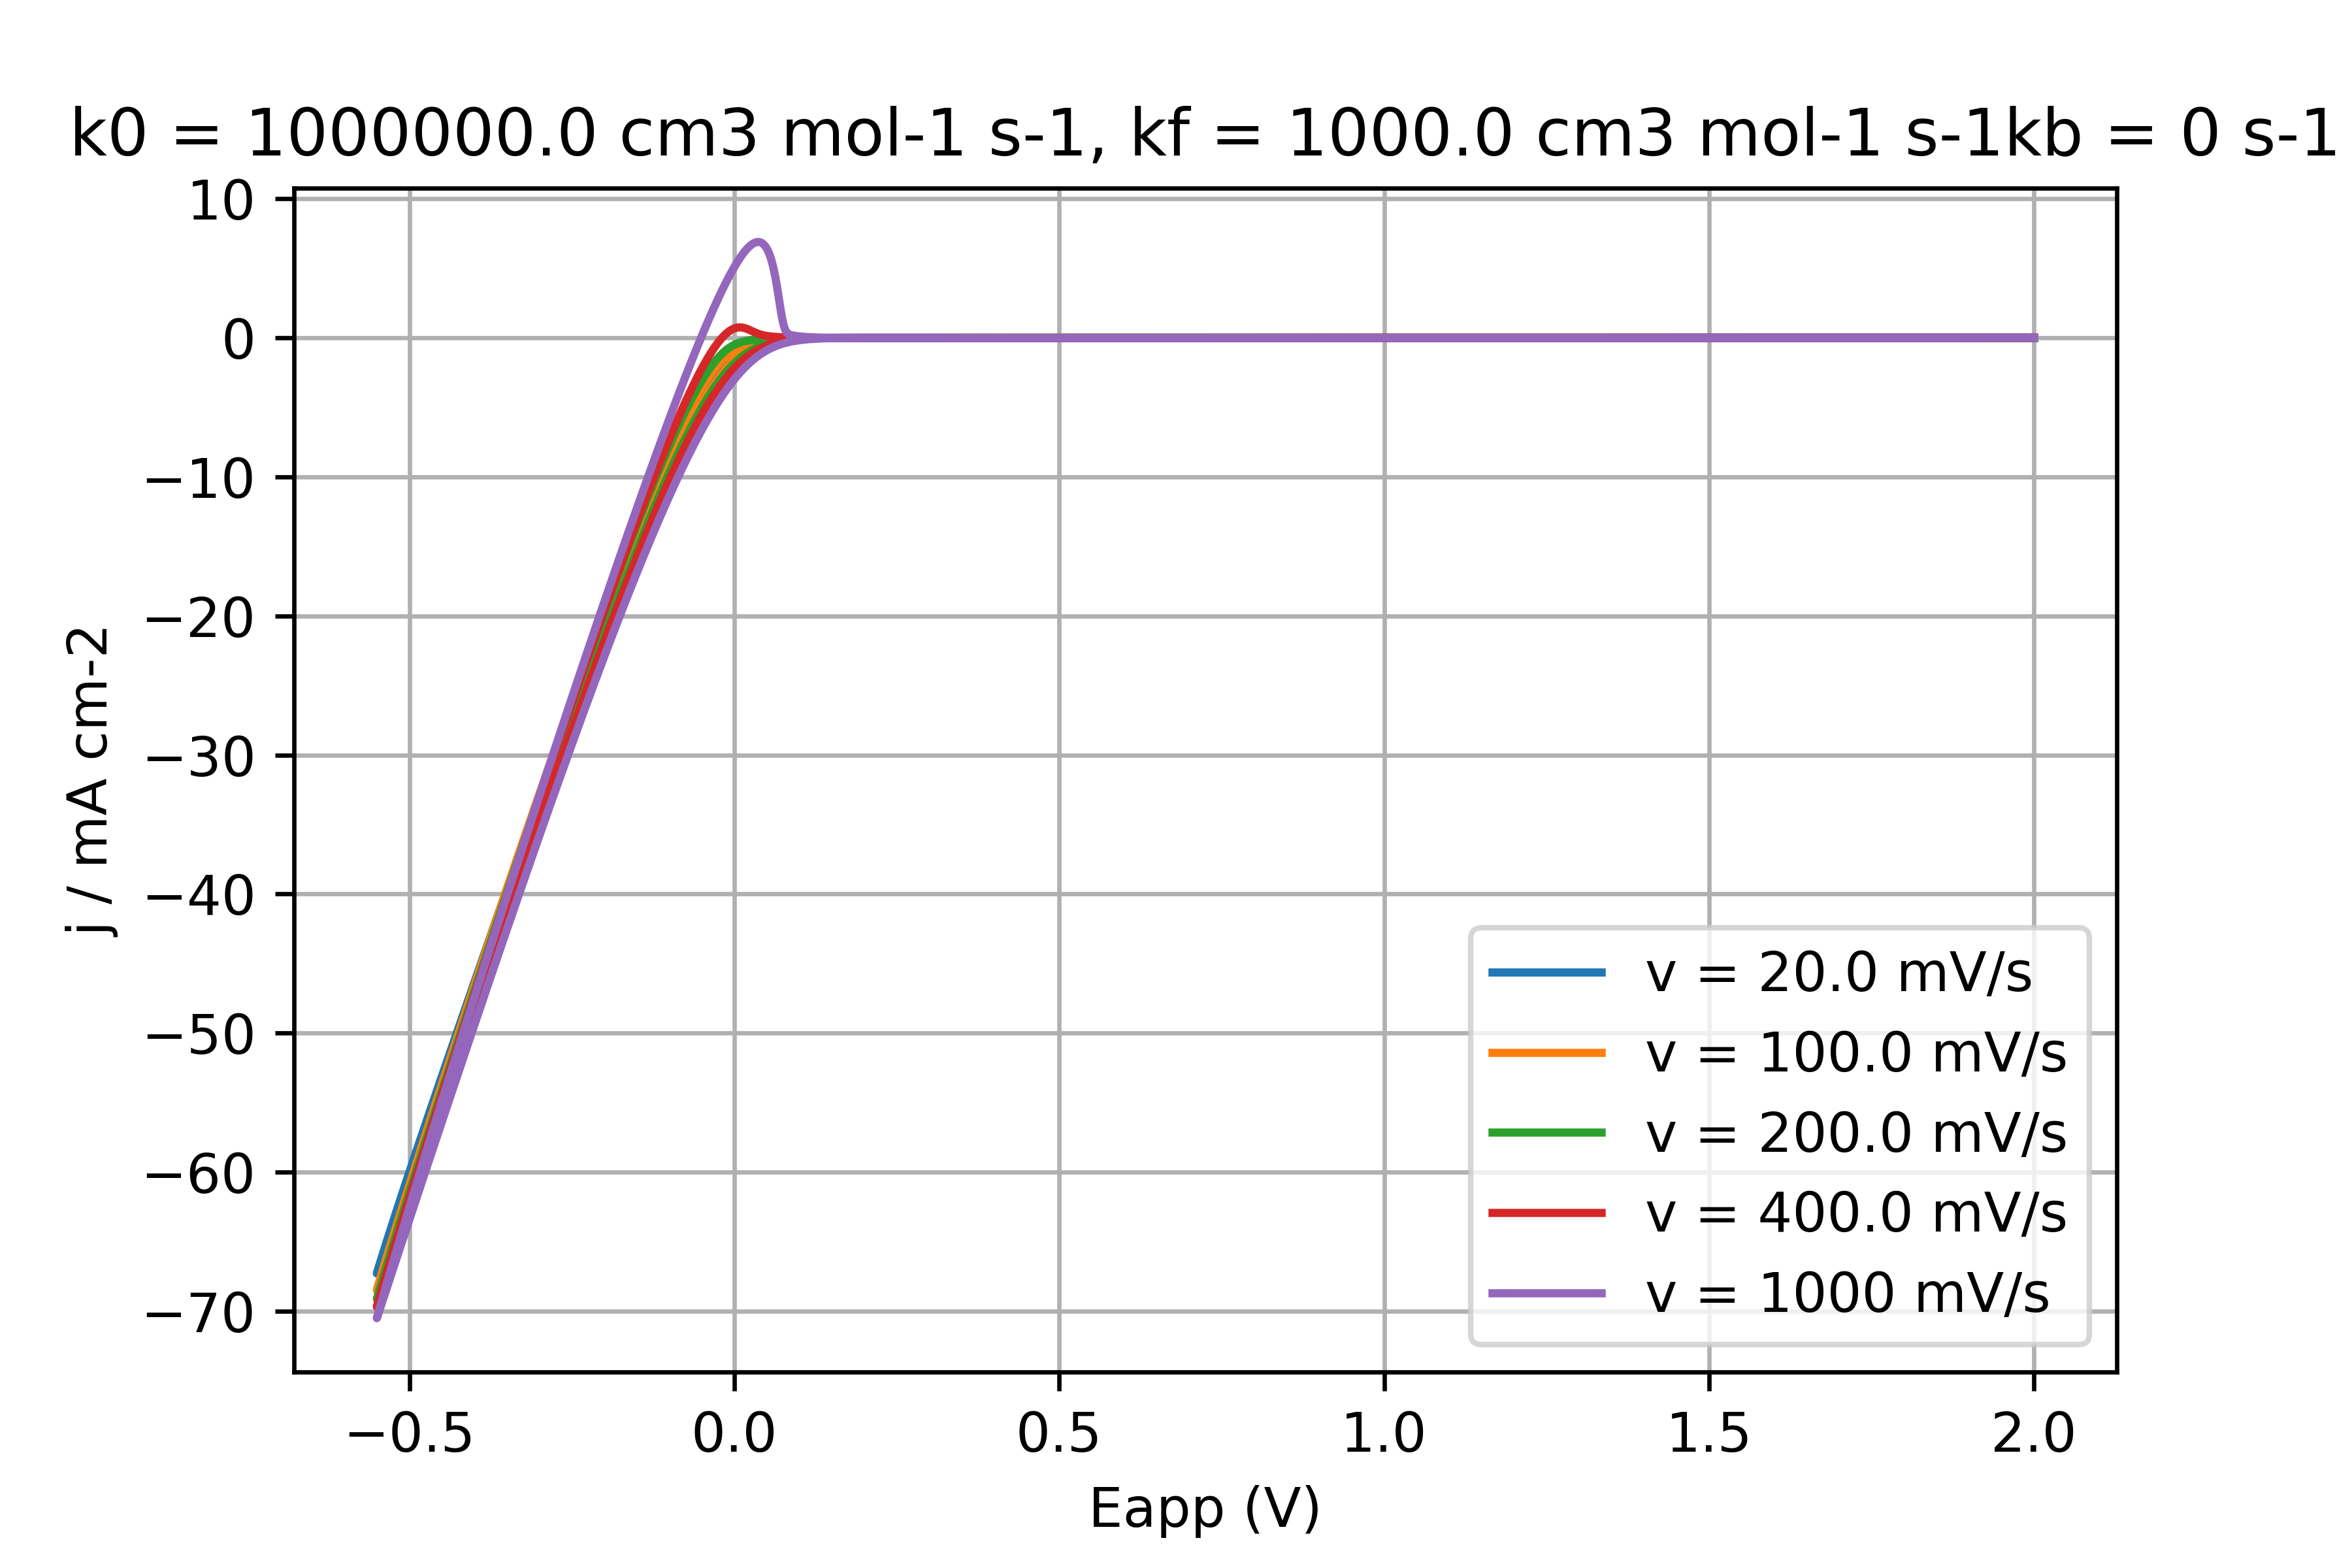 k0 = 1000000.0 cm3 mol-1 s-1, kf = 1000.0 cm3 mol-1 s-1kb = 0 s-1
10
0
−10
−20
−30
−40
−50
−60
−70
j / mA cm-2
v = 20.0 mV/s
v = 100.0 mV/s
v = 200.0 mV/s
v = 400.0 mV/s
v = 1000 mV/s
−0.5 0.0 0.5 1.0 1.5 2.0
Eapp (V)